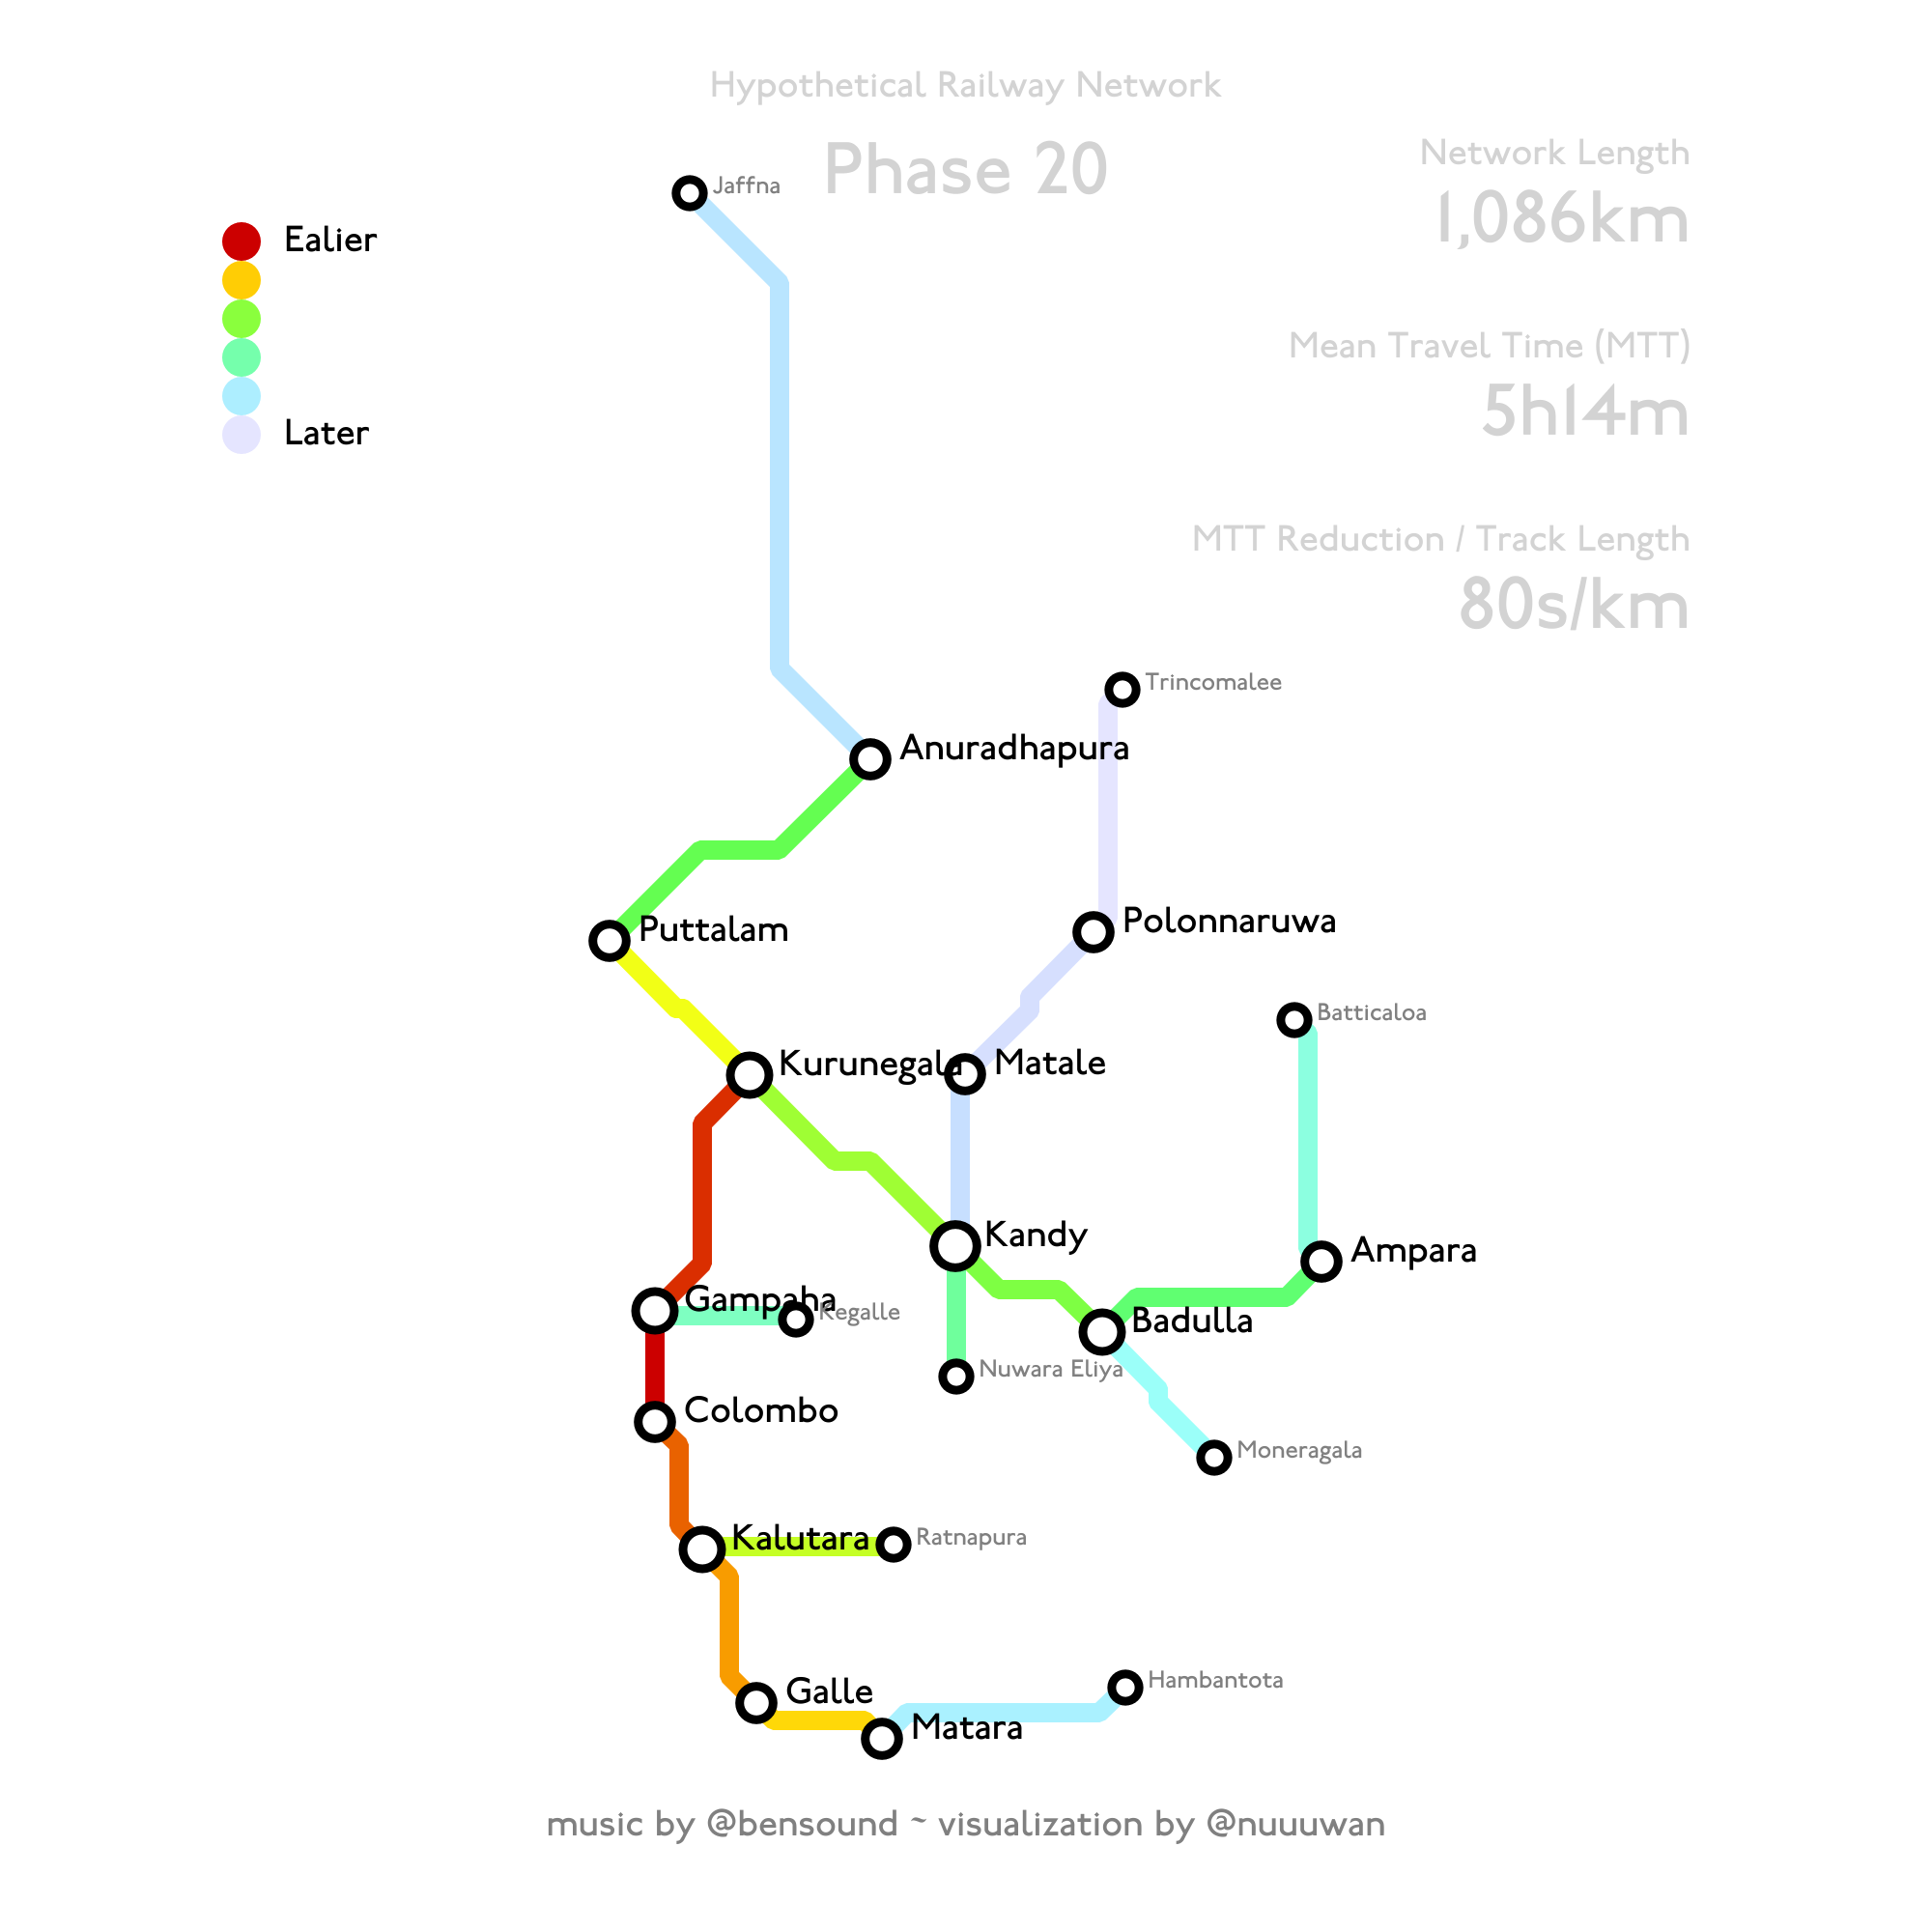 Hypothetical Railway Network
Phase 20
Network Length
1,086km
Mean Travel Time (MTT)
5h14m
MTT Reduction / Track Length
80s/km
Ealier
Later
Jaffna
Trincomalee
Anuradhapura
Puttalam
Polonnaruwa
Batticaloa
Kurunegala
Matale
Kandy
Ampara
Gampaha
Kegalle
Badulla
Nuwara Eliya
Colombo
Moneragala
Kalutara
Ratnapura
Galle
Hambantota
Matara
music by @bensound ~ visualization by @nuuuwan